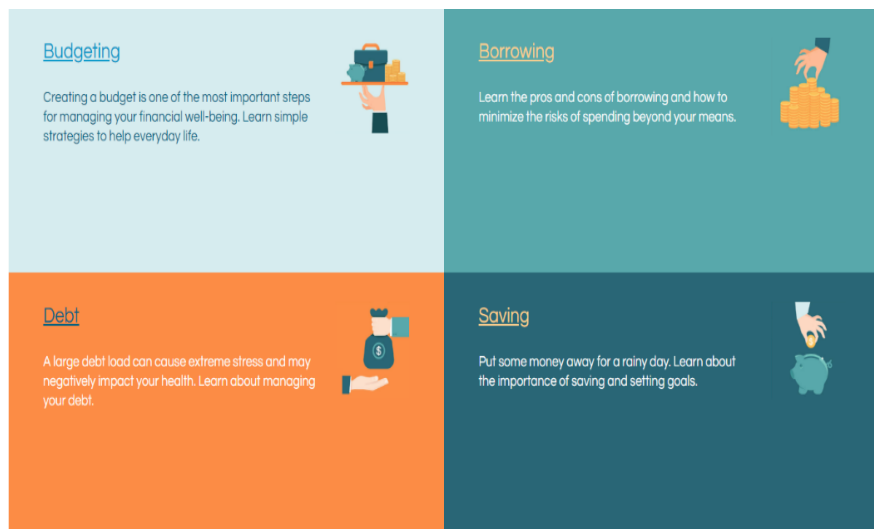 Budgeting
Creating a budget is one of the most important steps
for managing your financial well-being. Learn simple
strategies to help everyday life.
Borrowing
Learn the pros and cons of borrowing and how to
minimize the risks of spending beyond your means.
Debt
A large debt load can cause extreme stress and may
negatively impact your health. Learn about managing
your debt.
$
Saving
Put some money away for a rainy day. Learn about
the importance of saving and setting goals.